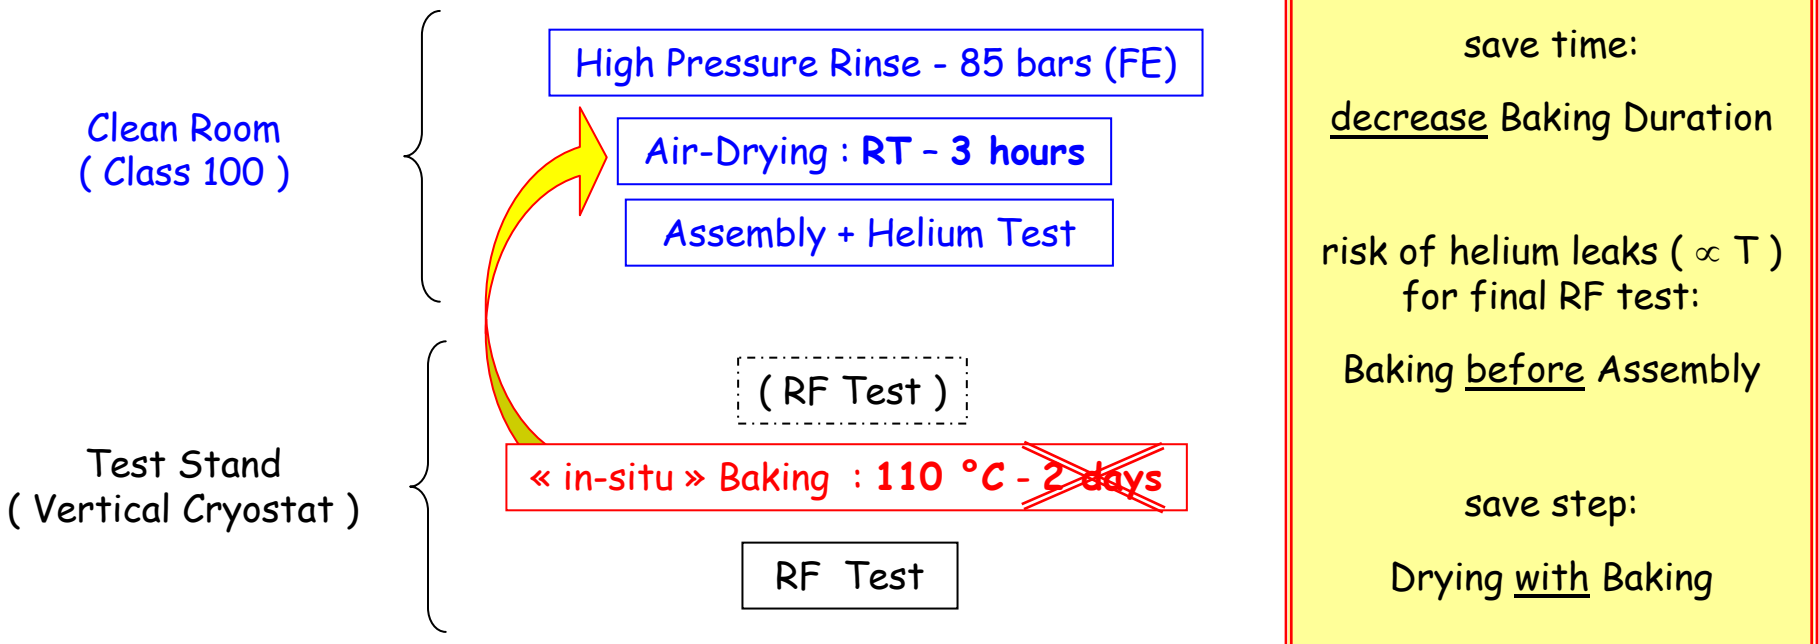 Clean Room
( Class 100 )
High Pressure Rinse - 85 bars (FE)
Air-Drying : RT – 3 hours
Assembly + Helium Test
Test Stand
( Vertical Cryostat )
( RF Test )
« in-situ » Baking : 110 °C - 2 days
RF Test
save time:
decrease Baking Duration
risk of helium leaks ( ∝ T )
for final RF test:
Baking before Assembly
save step:
Drying with Baking